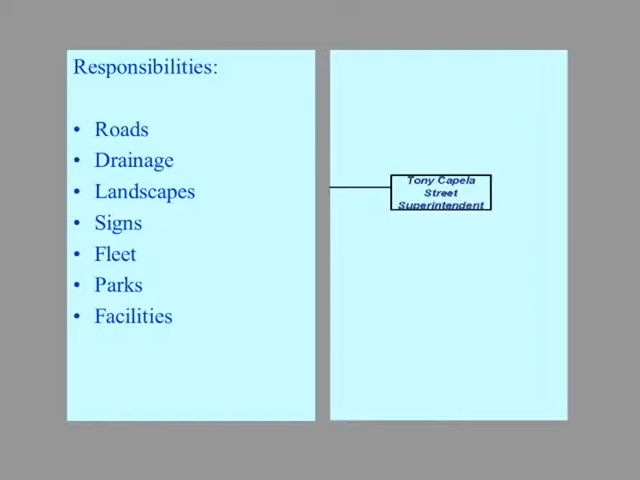 Responsibilities:
• Roads
• Drainage
• Landscapes
• Signs
• Fleet
• Parks
• Facilities
Tony Capela
Street
Superintendent